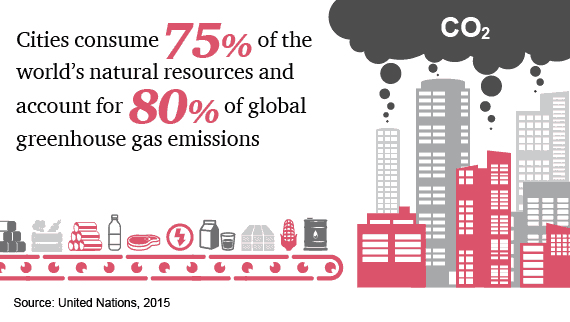 Cities consume 75% of the
world’s natural resources and
account for 80% of global
greenhouse gas emissions
CO₂
Source: United Nations, 2015